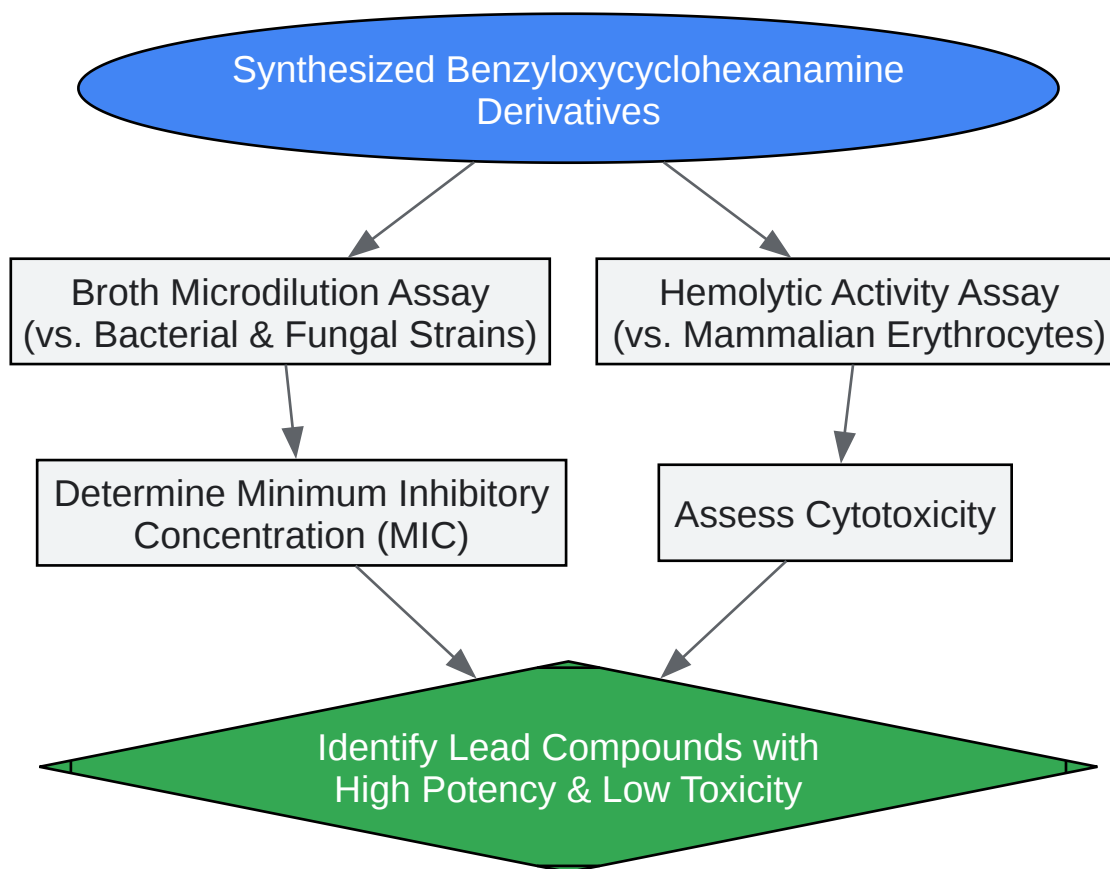 Synthesized Benzyloxycyclohexanamine
Derivatives
Broth Microdilution Assay
(vs. Bacterial & Fungal Strains)
Hemolytic Activity Assay
(vs. Mammalian Erythrocytes)
Determine Minimum Inhibitory
Concentration (MIC)
Assess Cytotoxicity
Identify Lead Compounds with
High Potency & Low Toxicity